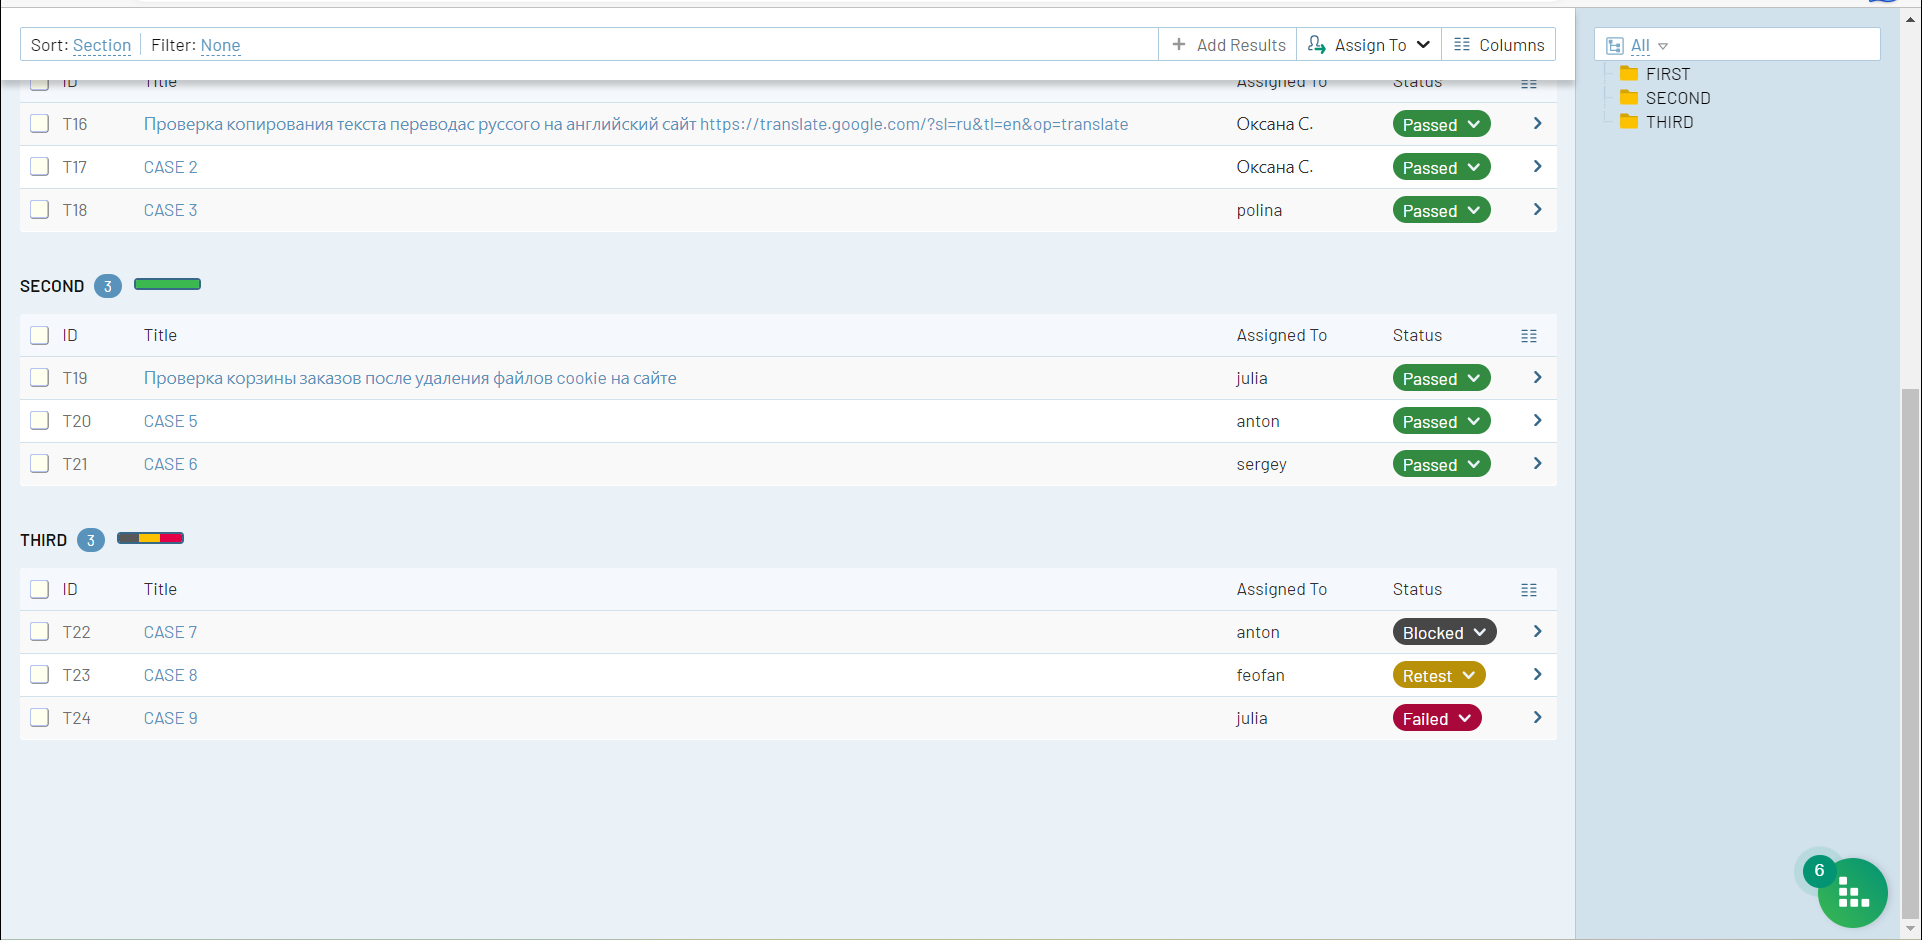 Sort: Section Filter: None Add Results Assign To Columns
ID Title Assigned To Status
T16 Проверка копирования текста переводас руссого на английский сайт https://translate.google.com/?sl=ru&tl=en&op=translate Оксана С. Passed
T17 CASE 2 Оксана С. Passed
T18 CASE 3 polina Passed
SECOND 3
ID Title Assigned To Status
T19 Проверка корзины заказов после удаления файлов cookie на сайте julia Passed
T20 CASE 5 anton Passed
T21 CASE 6 sergey Passed
THIRD 3
ID Title Assigned To Status
T22 CASE 7 anton Blocked
T23 CASE 8 feofan Retest
T24 CASE 9 julia Failed
All
FIRST
SECOND
THIRD
6